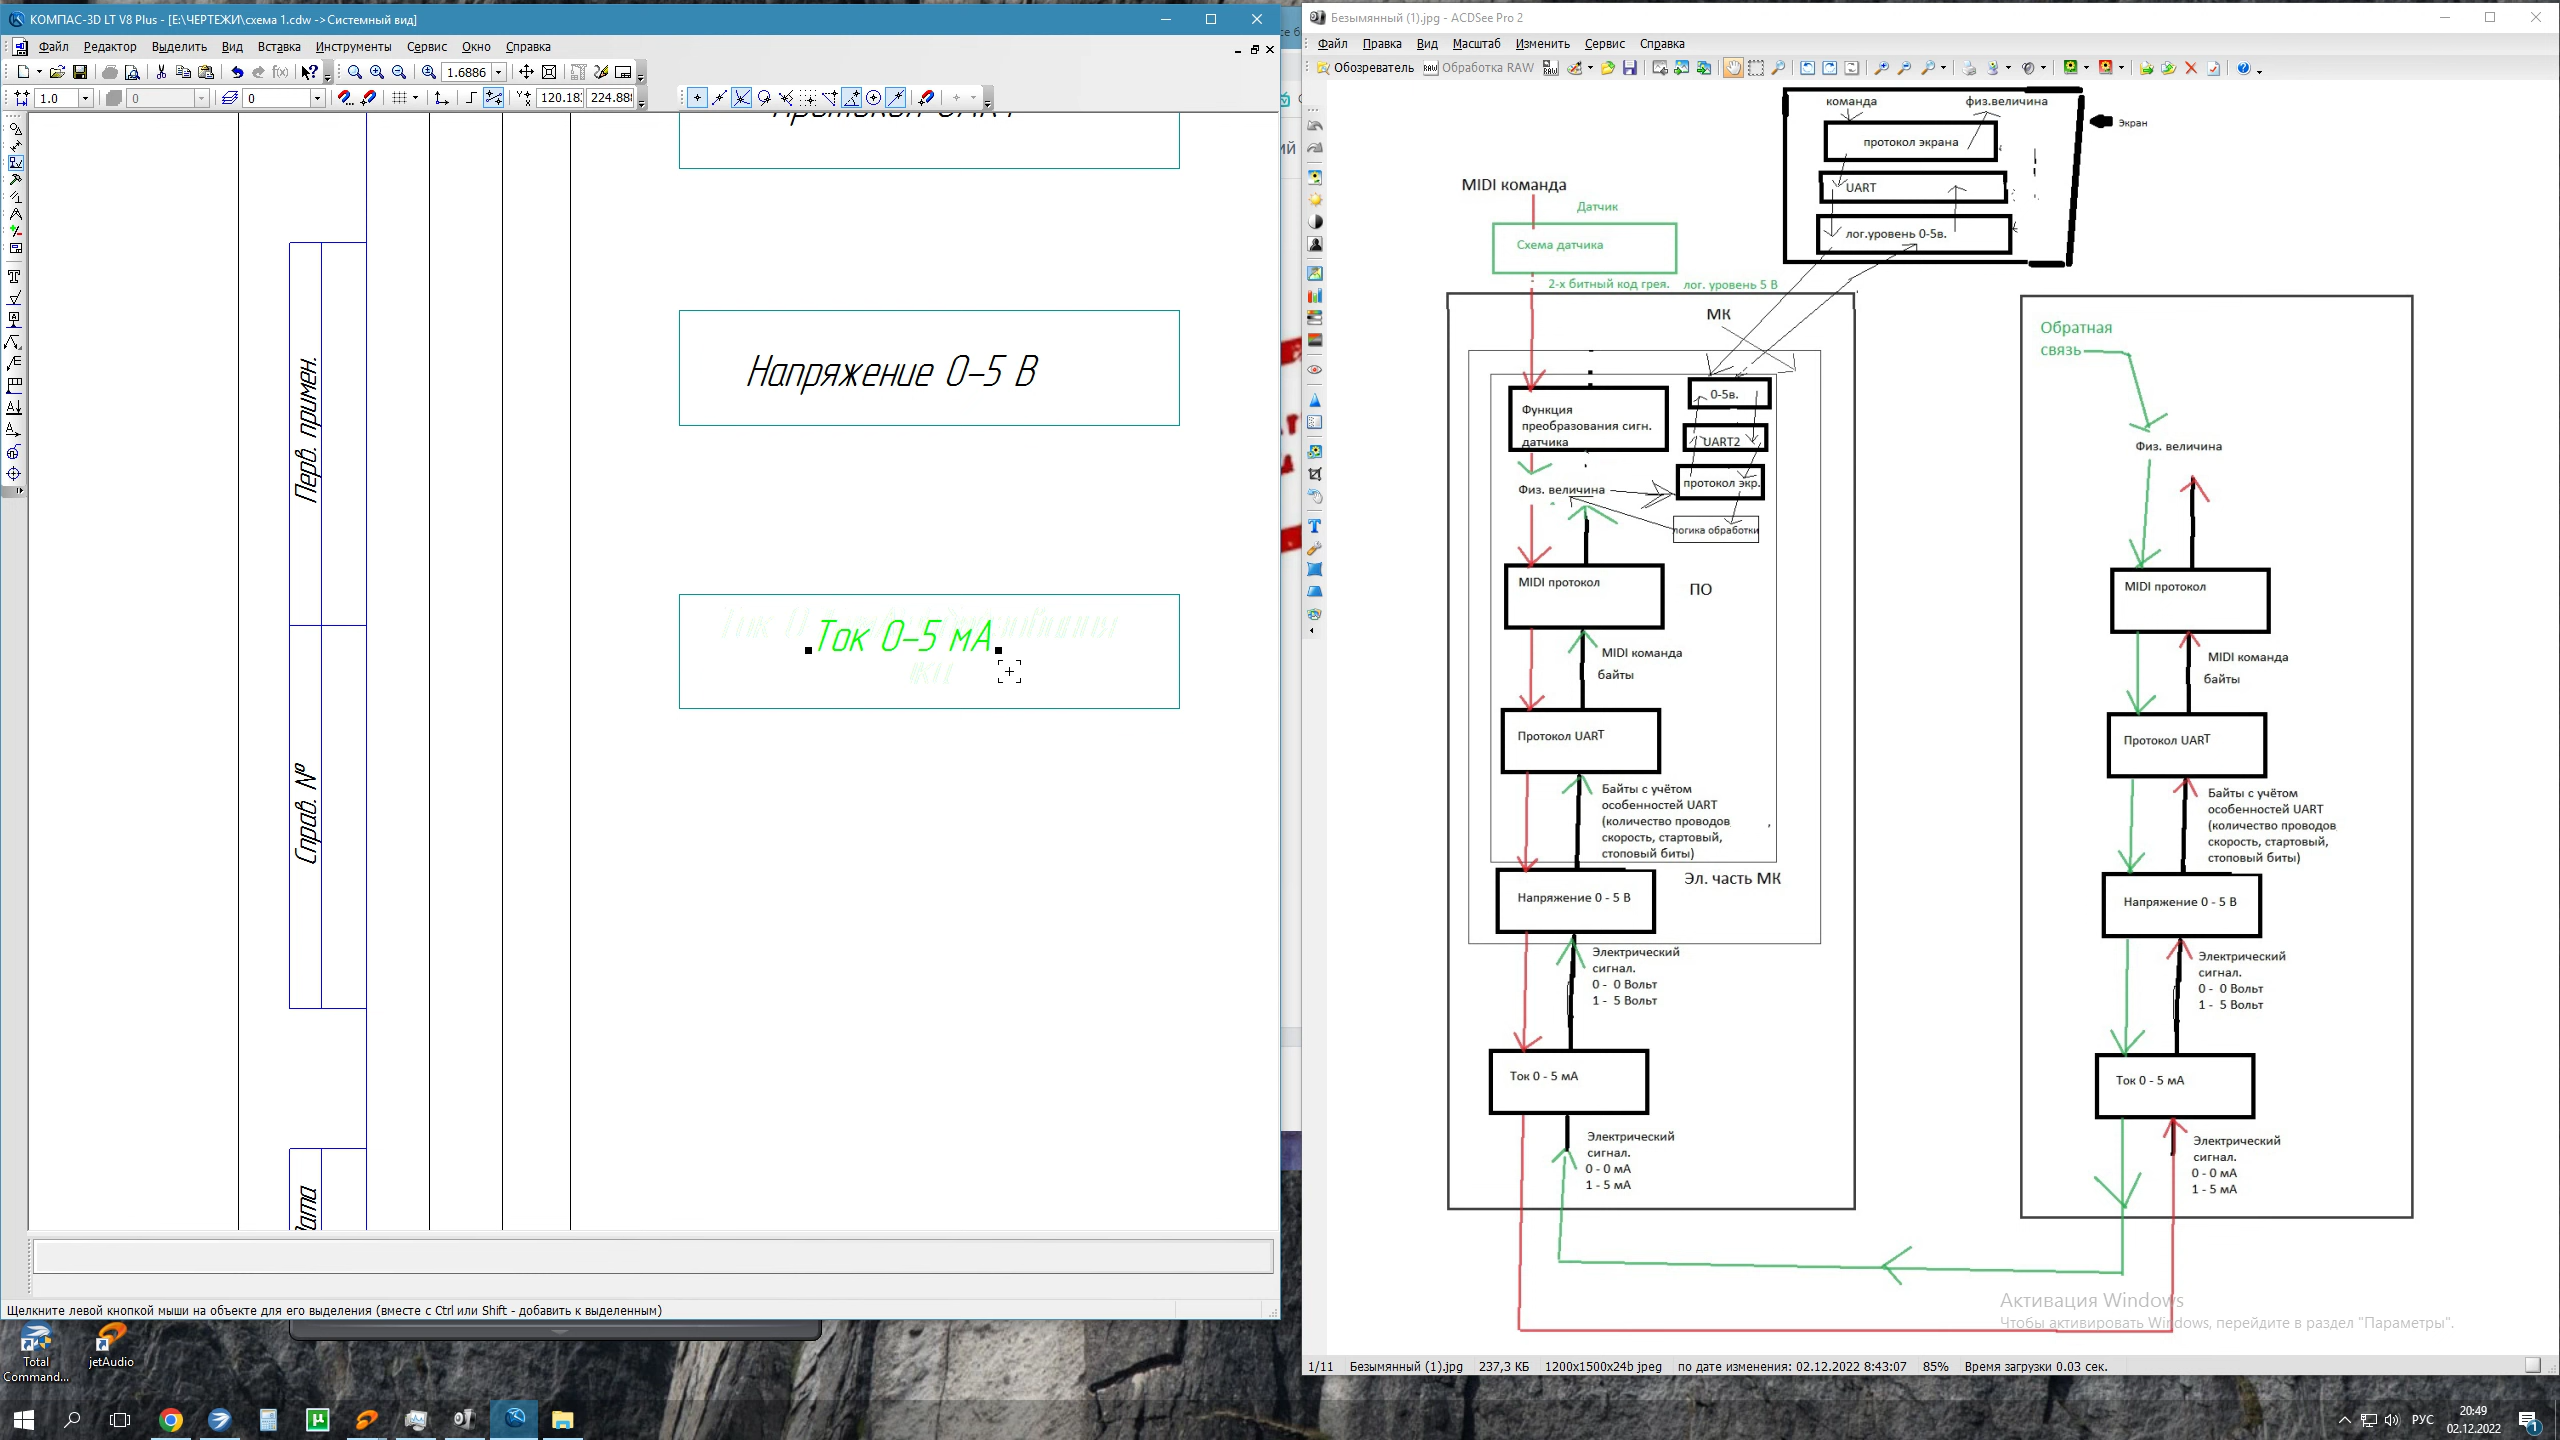 КОМПАС-3D LT V8 Plus - [E:\ЧЕРТЕЖИ\схема 1.cdw ->Системный вид]
Файл Редактор Выделить Вид Вставка Инструменты Сервис Окно Справка
1.6886
1.0 0 0 120.18 224.88
Напряжение 0-5 В
Ток 0-5 мА
Перв. примен.
Справ. №
Щелкните левой кнопкой мыши на объекте для его выделения (вместе с Ctrl или Shift - добавить к выделенным)
Безымянный (1).jpg - ACDSee Pro 2
Файл Правка Вид Масштаб Изменить Сервис Справка
Обозреватель Обработка RAW
команда физ.величина
Экран
протокол экрана
UART
лог.уровень 0-5в.
MIDI команда
Датчик
Схема датчика
2-х битный код грея. лог. уровень 5 В
МК
0-5в.
Функция
преобразования сигн.
датчика
UART2
протокол экр.
Физ. величина
логика обработки
MIDI протокол
ПО
MIDI команда
байты
Протокол UART
Байты с учётом
особенностей UART
(количество проводов
скорость, стартовый,
стоповый биты)
Эл. часть МК
Напряжение 0 - 5 В
Электрический
сигнал.
0 - 0 Вольт
1 - 5 Вольт
Ток 0 - 5 мА
Электрический
сигнал.
0 - 0 мА
1 - 5 мА
Обратная
связь
Физ. величина
MIDI протокол
MIDI команда
байты
Протокол UART
Байты с учётом
особенностей UART
(количество проводов
скорость, стартовый,
стоповый биты)
Напряжение 0 - 5 В
Электрический
сигнал.
0 - 0 Вольт
1 - 5 Вольт
Ток 0 - 5 мА
Электрический
сигнал.
0 - 0 мА
1 - 5 мА
Активация Windows
Чтобы активировать Windows, перейдите в раздел "Параметры".
1/11 Безымянный (1).jpg 237,3 КБ 1200x1500x24b jpeg по дате изменения: 02.12.2022 8:43:07 85% Время загрузки 0.03 сек.
Total
Command...
jetAudio
РУС
20:49
02.12.2022
1